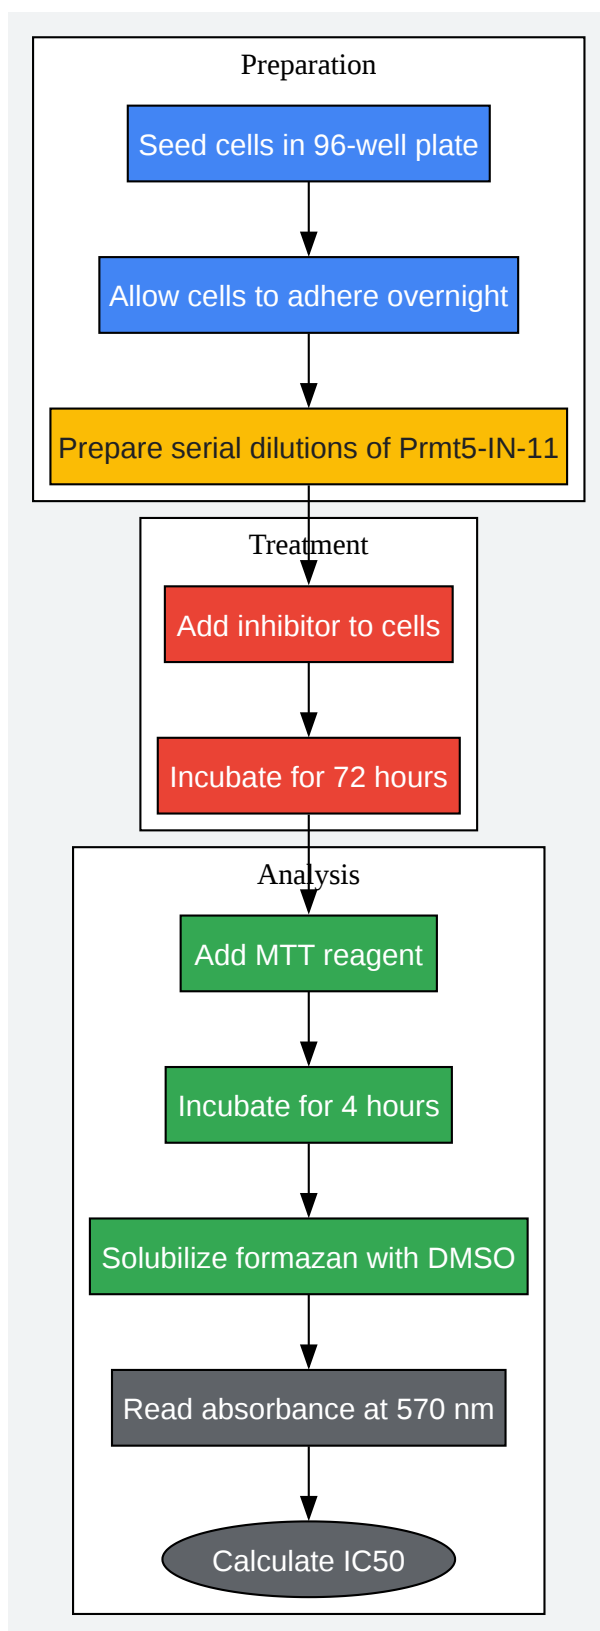 Preparation
Seed cells in 96-well plate
Allow cells to adhere overnight
Prepare serial dilutions of Prmt5-IN-11
Treatment
Add inhibitor to cells
Incubate for 72 hours
Analysis
Add MTT reagent
Incubate for 4 hours
Solubilize formazan with DMSO
Read absorbance at 570 nm
Calculate IC50